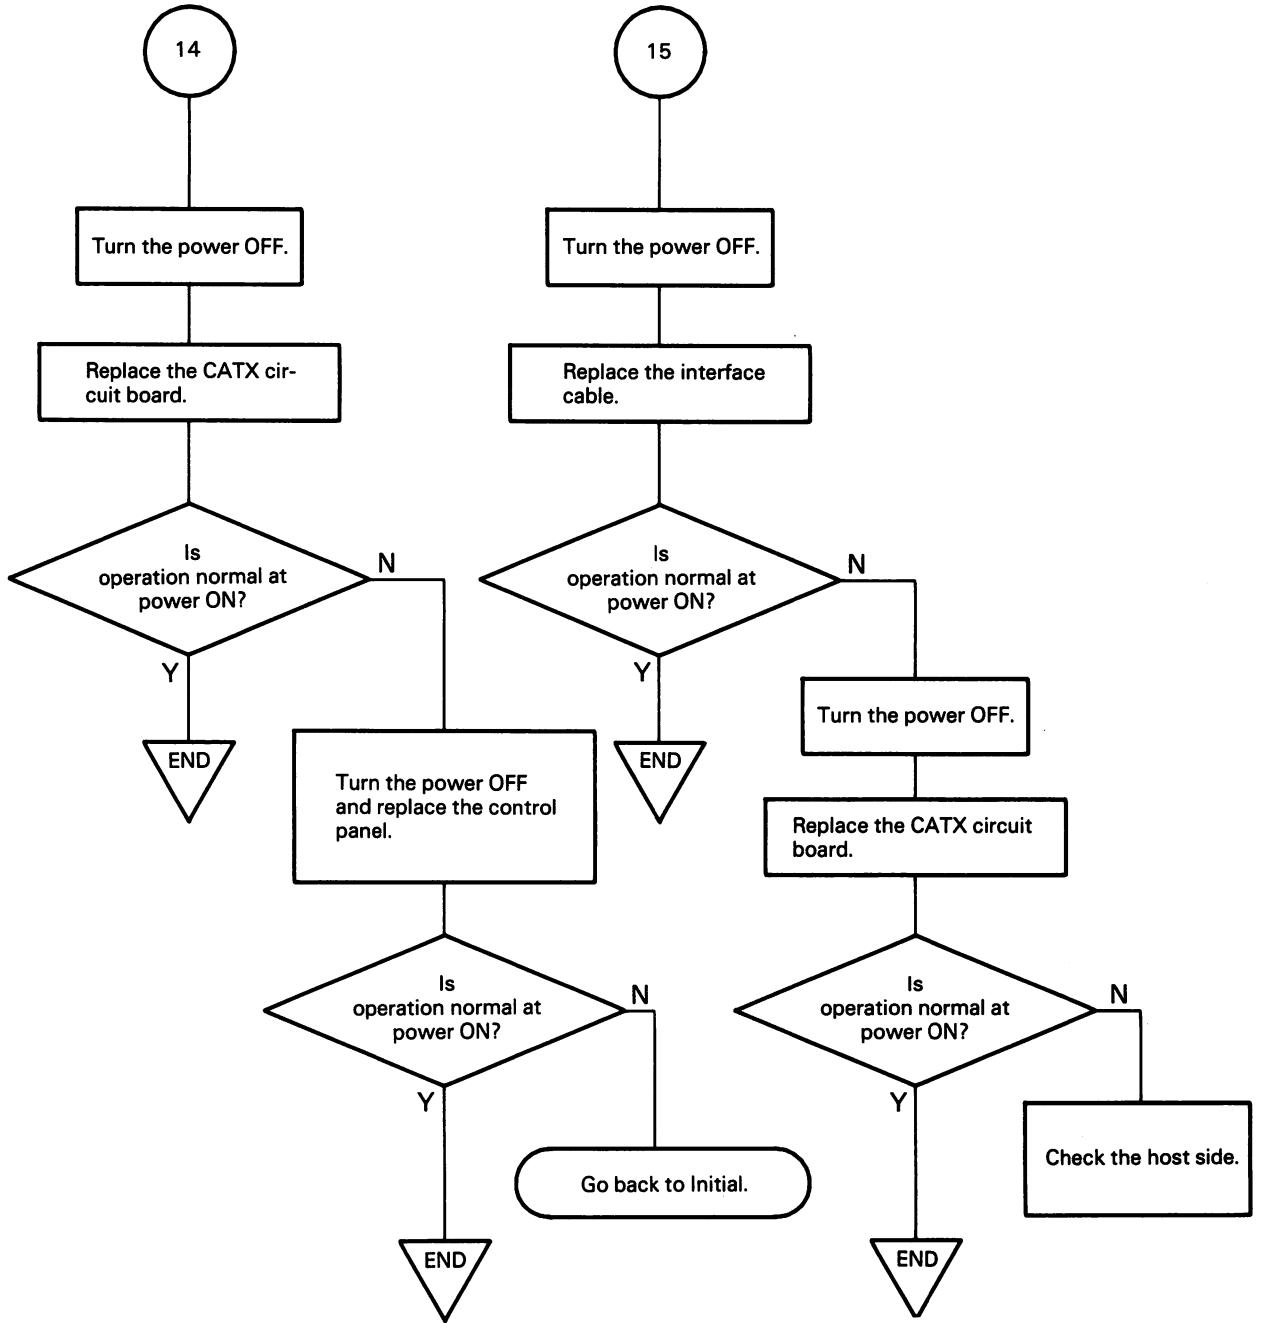 14
Turn the power OFF.
Replace the CATX cir-
cuit board.
Is
operation normal at
power ON?
N
Y
END
Turn the power OFF
and replace the control
panel.
Is
operation normal at
power ON?
N
Y
Go back to Initial.
END
15
Turn the power OFF.
Replace the interface
cable.
Is
operation normal at
power ON?
N
Y
END
Turn the power OFF.
Replace the CATX circuit
board.
Is
operation normal at
power ON?
N
Y
Check the host side.
END